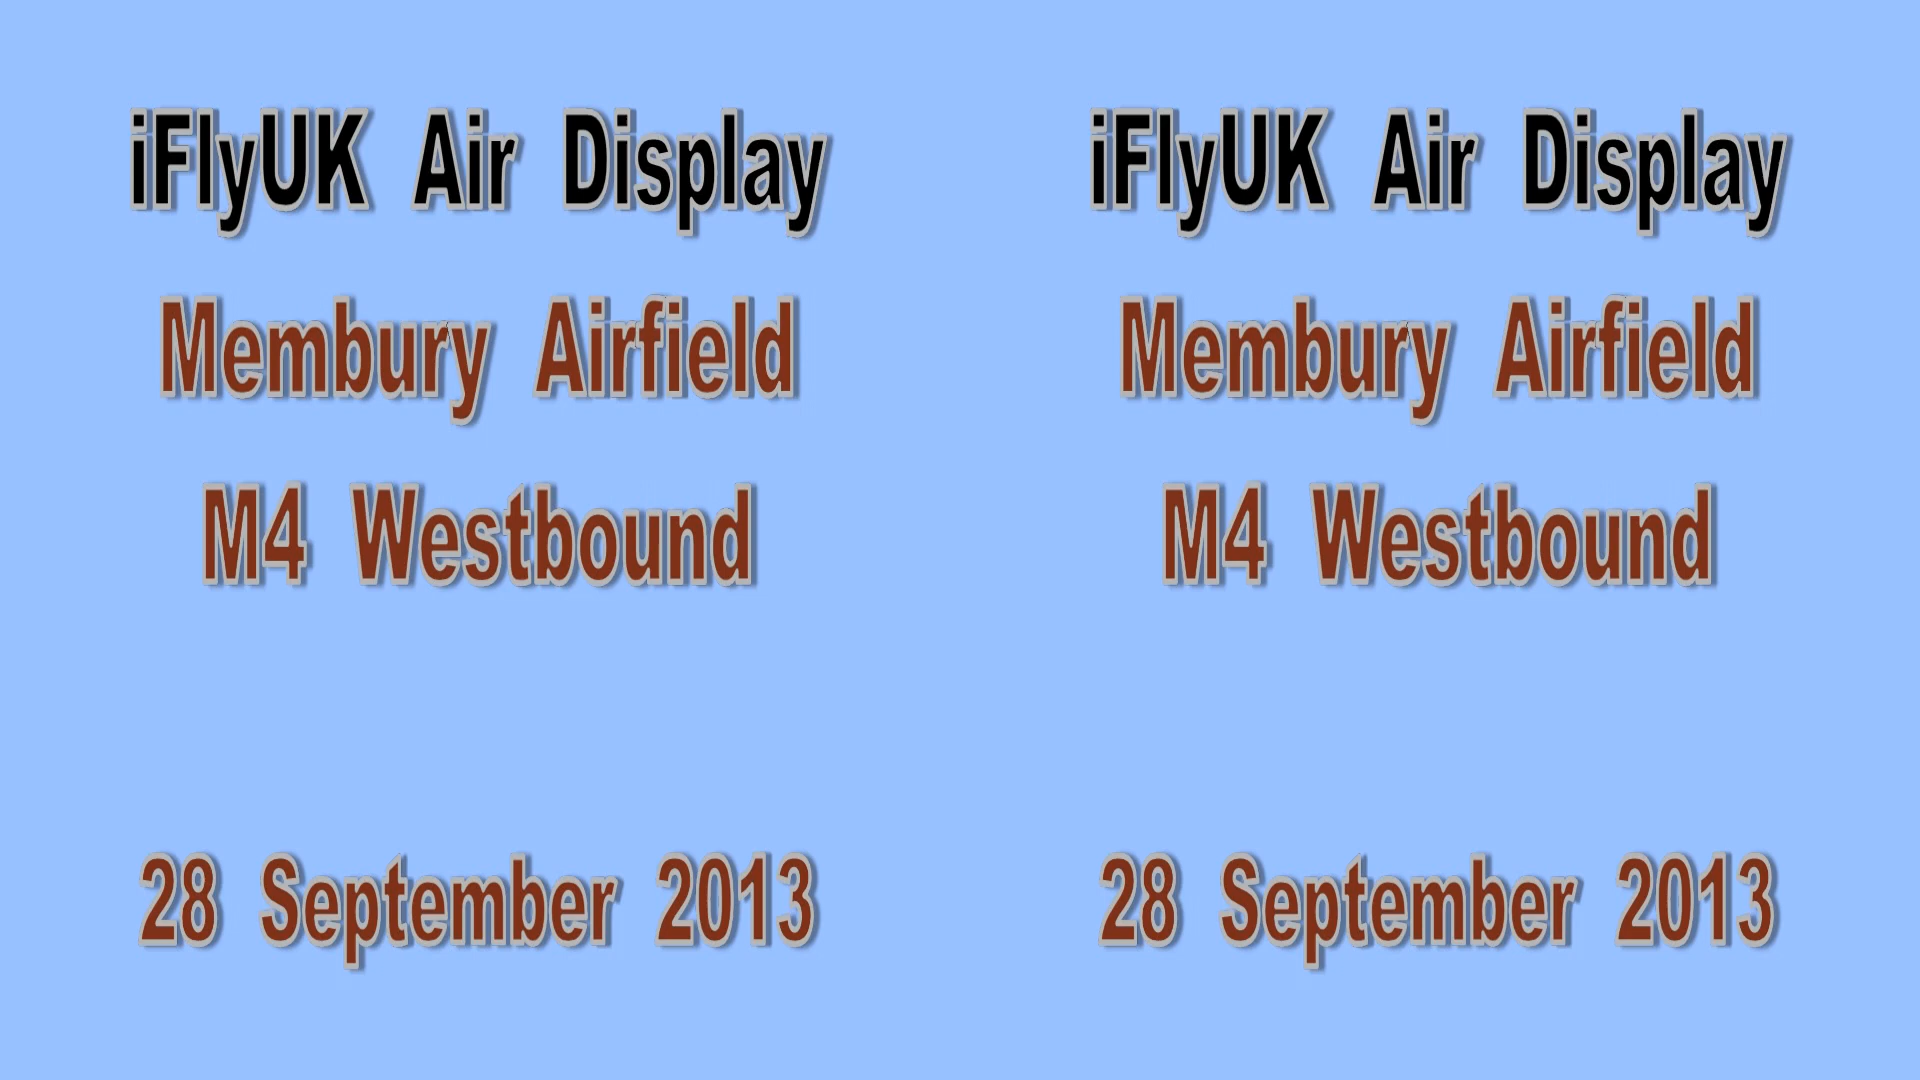 iFlyUK Air Display
Membury Airfield
M4 Westbound
28 September 2013
iFlyUK Air Display
Membury Airfield
M4 Westbound
28 September 2013